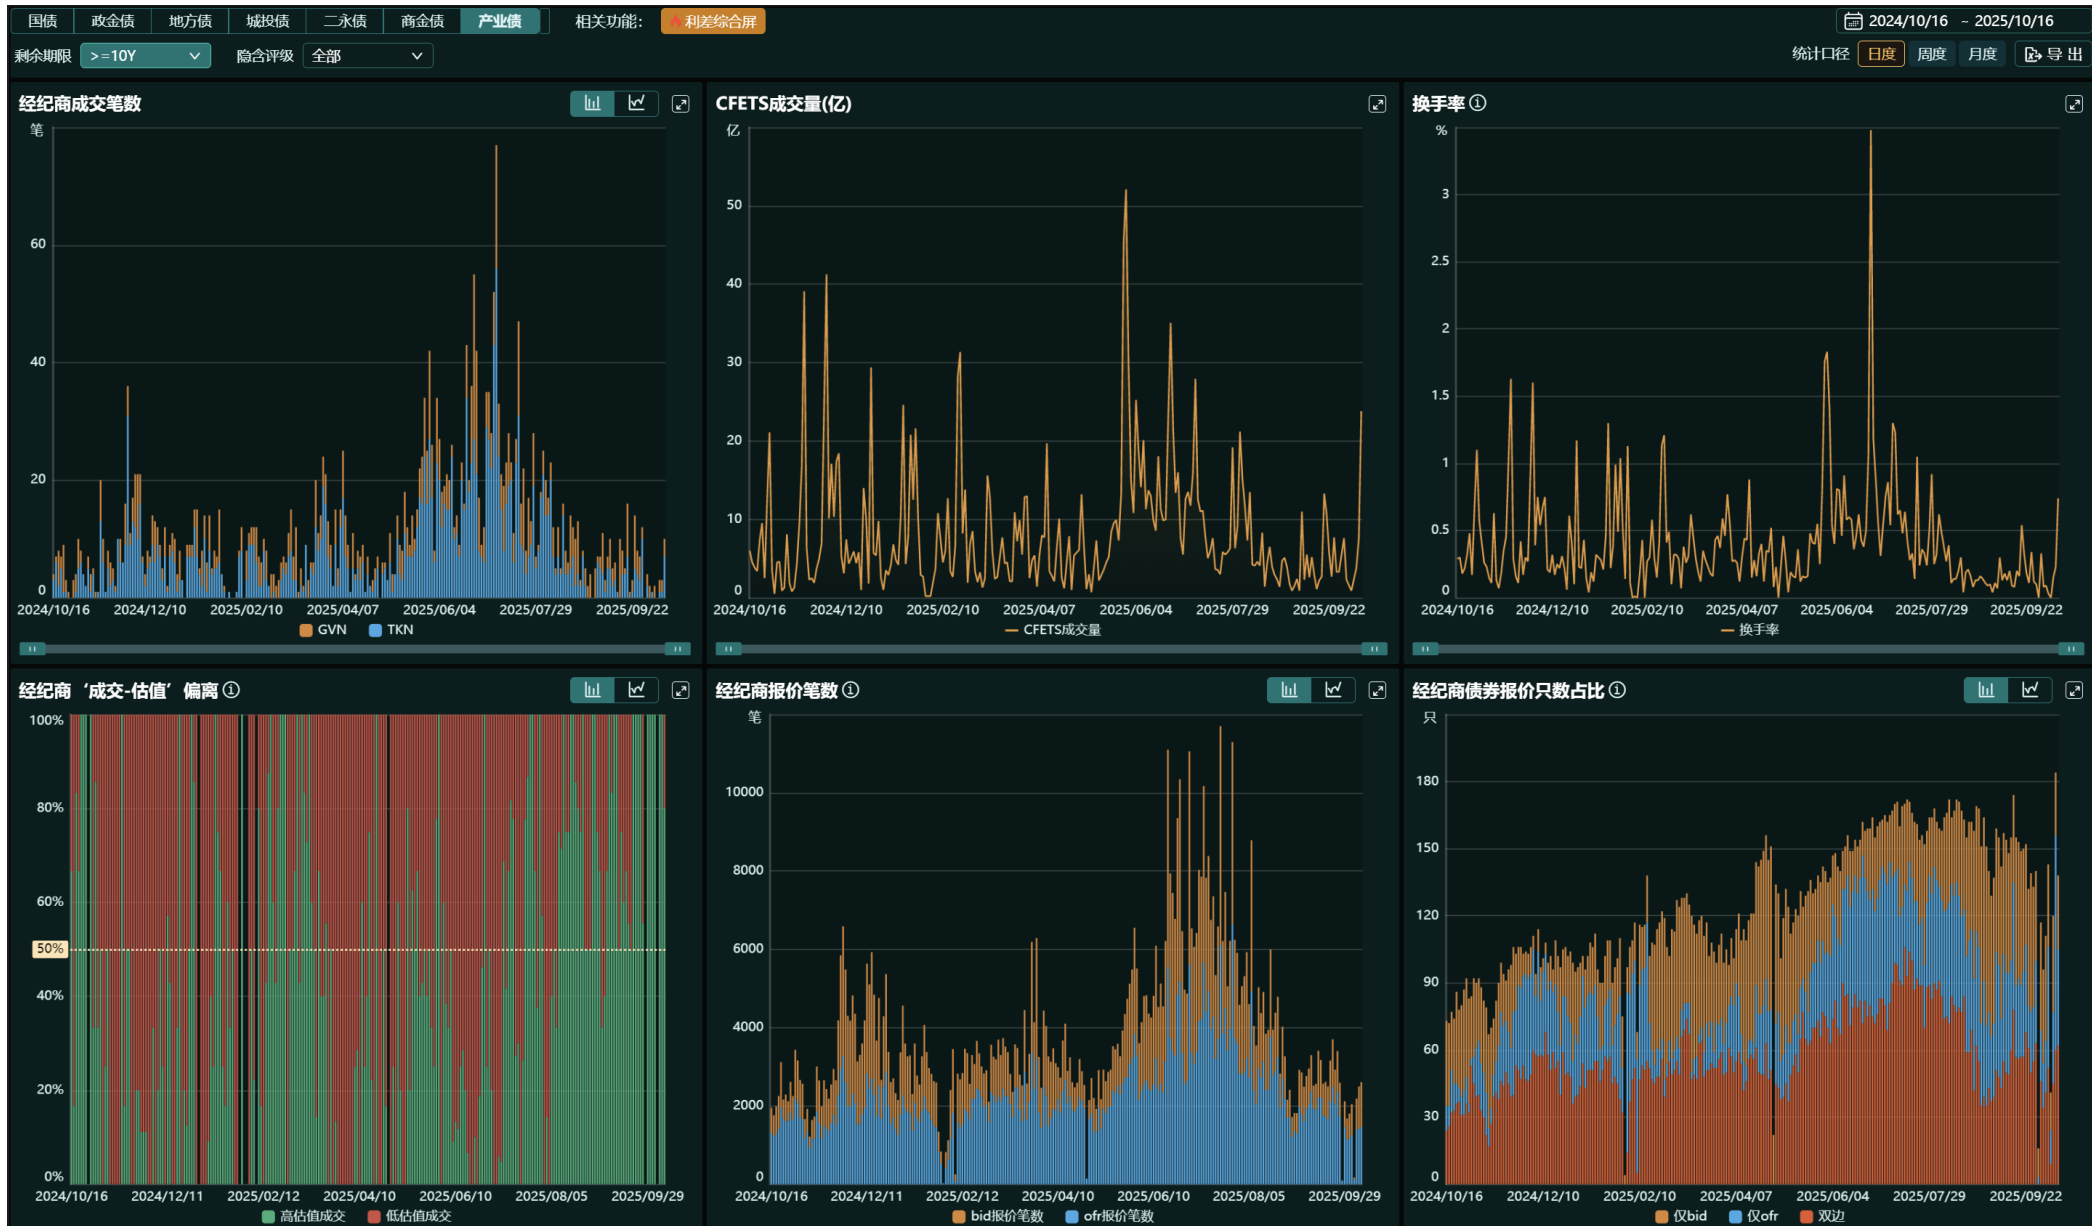 国债 政金债 地方债 城投债 二永债 商金债 产业债 相关功能： 利差综合屏 2024/10/16 ~ 2025/10/16
剩余期限 >=10Y 隐含评级 全部 统计口径 日度 周度 月度 导出
经纪商成交笔数
笔
60
40
20
0
2024/10/16 2024/12/10 2025/02/10 2025/04/07 2025/06/04 2025/07/29 2025/09/22
GVN TKN
CFETS成交量(亿)
亿
50
40
30
20
10
0
2024/10/16 2024/12/10 2025/02/10 2025/04/07 2025/06/04 2025/07/29 2025/09/22
CFETS成交量
换手率
%
3
2.5
2
1.5
1
0.5
0
2024/10/16 2024/12/10 2025/02/10 2025/04/07 2025/06/04 2025/07/29 2025/09/22
换手率
经纪商‘成交-估值’偏离
100%
80%
60%
50%
40%
20%
0%
2024/10/16 2024/12/11 2025/02/12 2025/04/10 2025/06/10 2025/08/05 2025/09/29
高估值成交 低估值成交
经纪商报价笔数
笔
10000
8000
6000
4000
2000
0
2024/10/16 2024/12/11 2025/02/12 2025/04/10 2025/06/10 2025/08/05 2025/09/29
bid报价笔数 ofr报价笔数
经纪商债券报价只数占比
只
180
150
120
90
60
30
0
2024/10/16 2024/12/10 2025/02/10 2025/04/07 2025/06/04 2025/07/29 2025/09/22
仅bid 仅ofr 双边